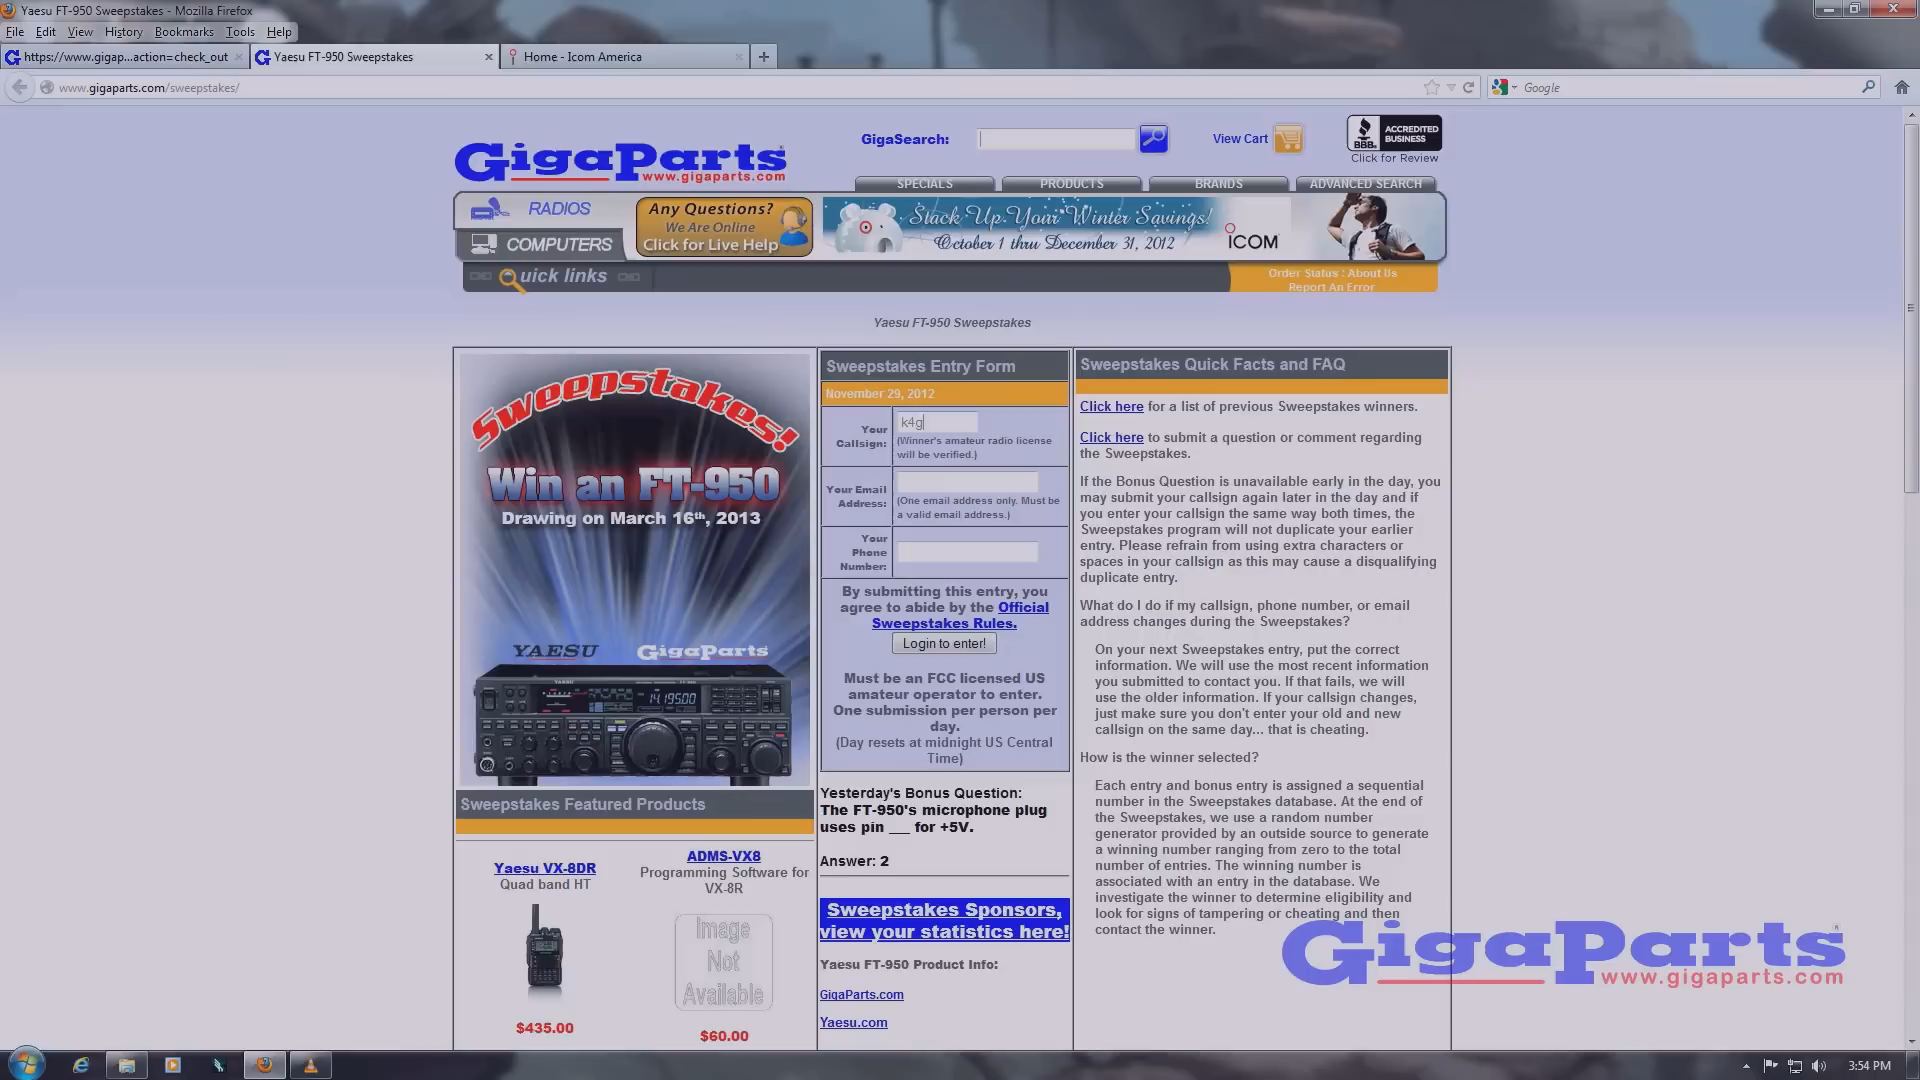 Yaesu FT-950 Sweepstakes - Mozilla Firefox
File Edit View History Bookmarks Tools Help
https://www.gigap...action=check_out
Yaesu FT-950 Sweepstakes
Home - Icom America
www.gigaparts.com/sweepstakes/
Google
GigaParts
www.gigaparts.com
GigaSearch:
View Cart
BBB.
ACCREDITED
BUSINESS
Click for Review
SPECIALS
PRODUCTS
BRANDS
ADVANCED SEARCH
RADIOS
COMPUTERS
Any Questions?
We Are Online
Click for Live Help
Stack Up Your Winter Savings!
October 1 thru December 31, 2012
ICOM
uick links
Order Status : About Us
Report An Error
Yaesu FT-950 Sweepstakes
Sweepstakes!
Win an FT-950
Drawing on March 16th, 2013
YAESU
GigaParts
YAESU
14.195.00
Sweepstakes Featured Products
Yaesu VX-8DR
Quad band HT
$435.00
ADMS-VX8
Programming Software for
VX-8R
Image
Not
Available
$60.00
Sweepstakes Entry Form
November 29, 2012
Your
Callsign:
k4g
(Winner's amateur radio license
will be verified.)
Your Email
Address:
(One email address only. Must be
a valid email address.)
Your
Phone
Number:
By submitting this entry, you
agree to abide by the Official
Sweepstakes Rules.
Login to enter!
Must be an FCC licensed US
amateur operator to enter.
One submission per person per
day.
(Day resets at midnight US Central
Time)
Yesterday's Bonus Question:
The FT-950's microphone plug
uses pin ___ for +5V.
Answer: 2
Sweepstakes Sponsors,
view your statistics here!
Yaesu FT-950 Product Info:
GigaParts.com
Yaesu.com
Sweepstakes Quick Facts and FAQ
Click here for a list of previous Sweepstakes winners.
Click here to submit a question or comment regarding
the Sweepstakes.
If the Bonus Question is unavailable early in the day, you
may submit your callsign again later in the day and if
you enter your callsign the same way both times, the
Sweepstakes program will not duplicate your earlier
entry. Please refrain from using extra characters or
spaces in your callsign as this may cause a disqualifying
duplicate entry.
What do I do if my callsign, phone number, or email
address changes during the Sweepstakes?
On your next Sweepstakes entry, put the correct
information. We will use the most recent information
you submitted to contact you. If that fails, we will
use the older information. If your callsign changes,
just make sure you don't enter your old and new
callsign on the same day... that is cheating.
How is the winner selected?
Each entry and bonus entry is assigned a sequential
number in the Sweepstakes database. At the end of
the Sweepstakes, we use a random number
generator provided by an outside source to generate
a winning number ranging from zero to the total
number of entries. The winning number is
associated with an entry in the database. We
investigate the winner to determine eligibility and
look for signs of tampering or cheating and then
contact the winner.
GigaParts
www.gigaparts.com
3:54 PM